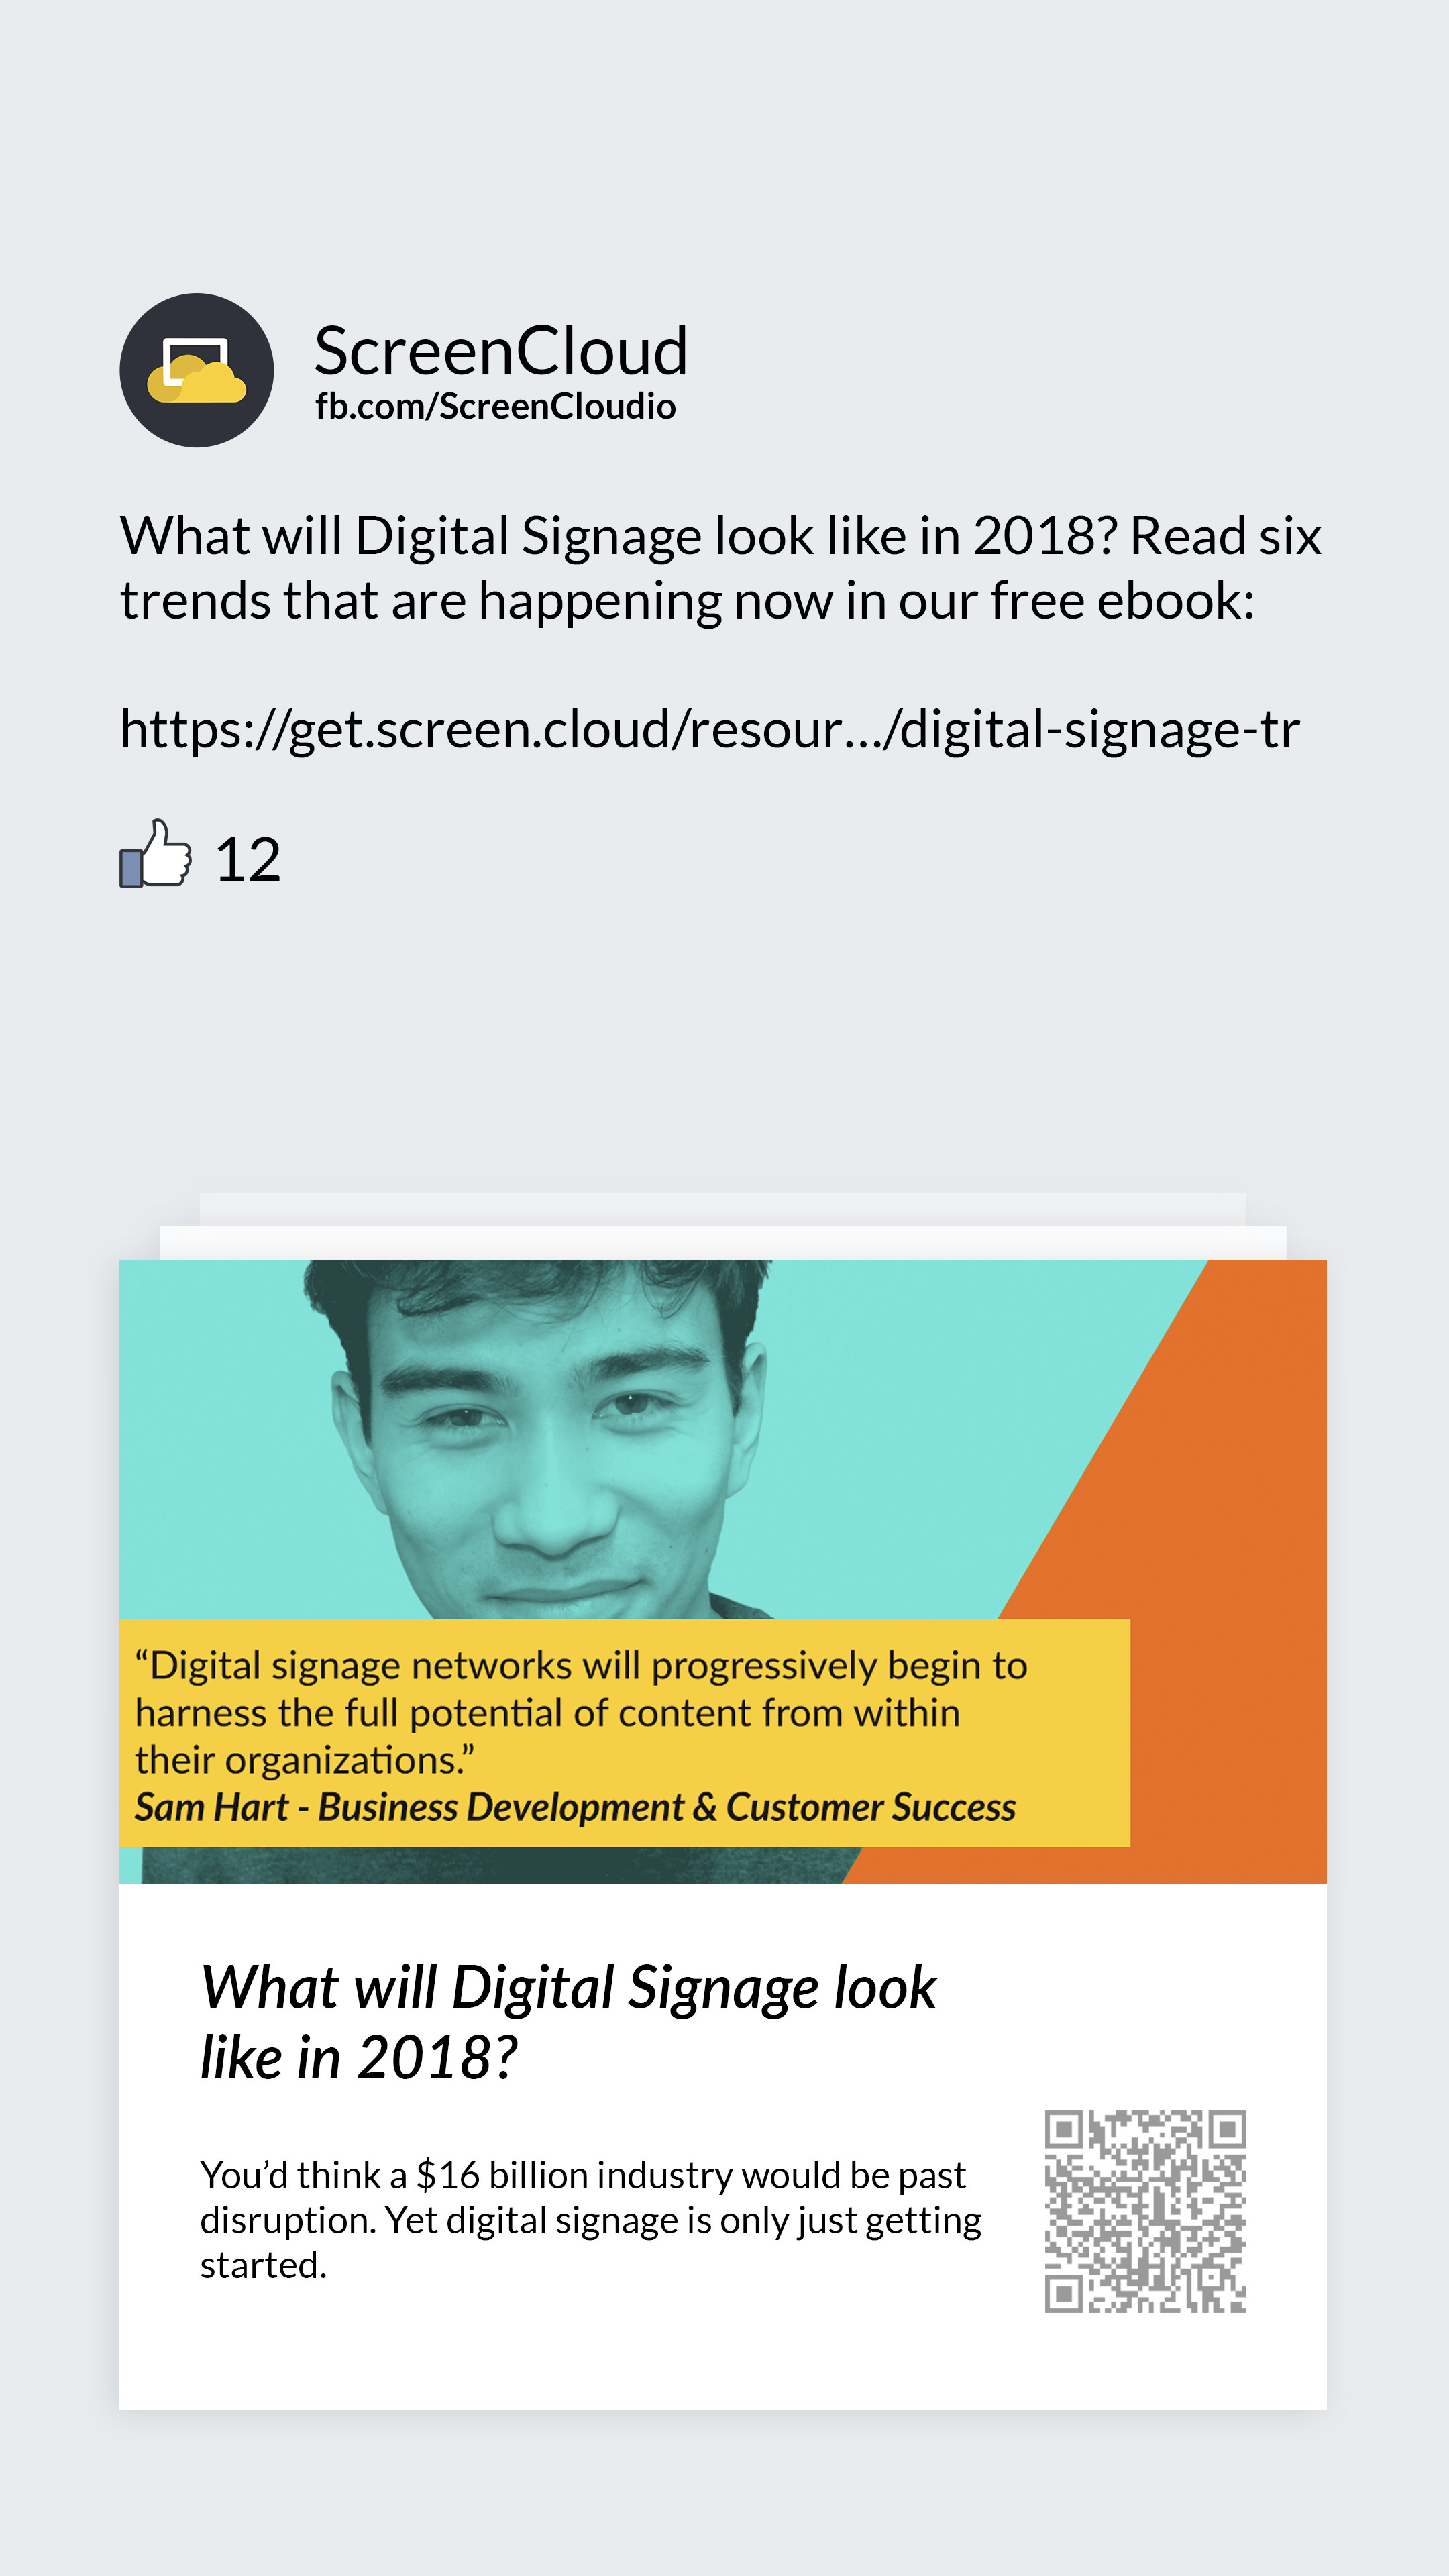 ScreenCloud
fb.com/ScreenCloudio
What will Digital Signage look like in 2018? Read six
trends that are happening now in our free ebook:
https://get.screen.cloud/resour.../digital-signage-tr
12
“Digital signage networks will progressively begin to
harness the full potential of content from within
their organizations.”
Sam Hart - Business Development & Customer Success
What will Digital Signage look
like in 2018?
You’d think a $16 billion industry would be past
disruption. Yet digital signage is only just getting
started.